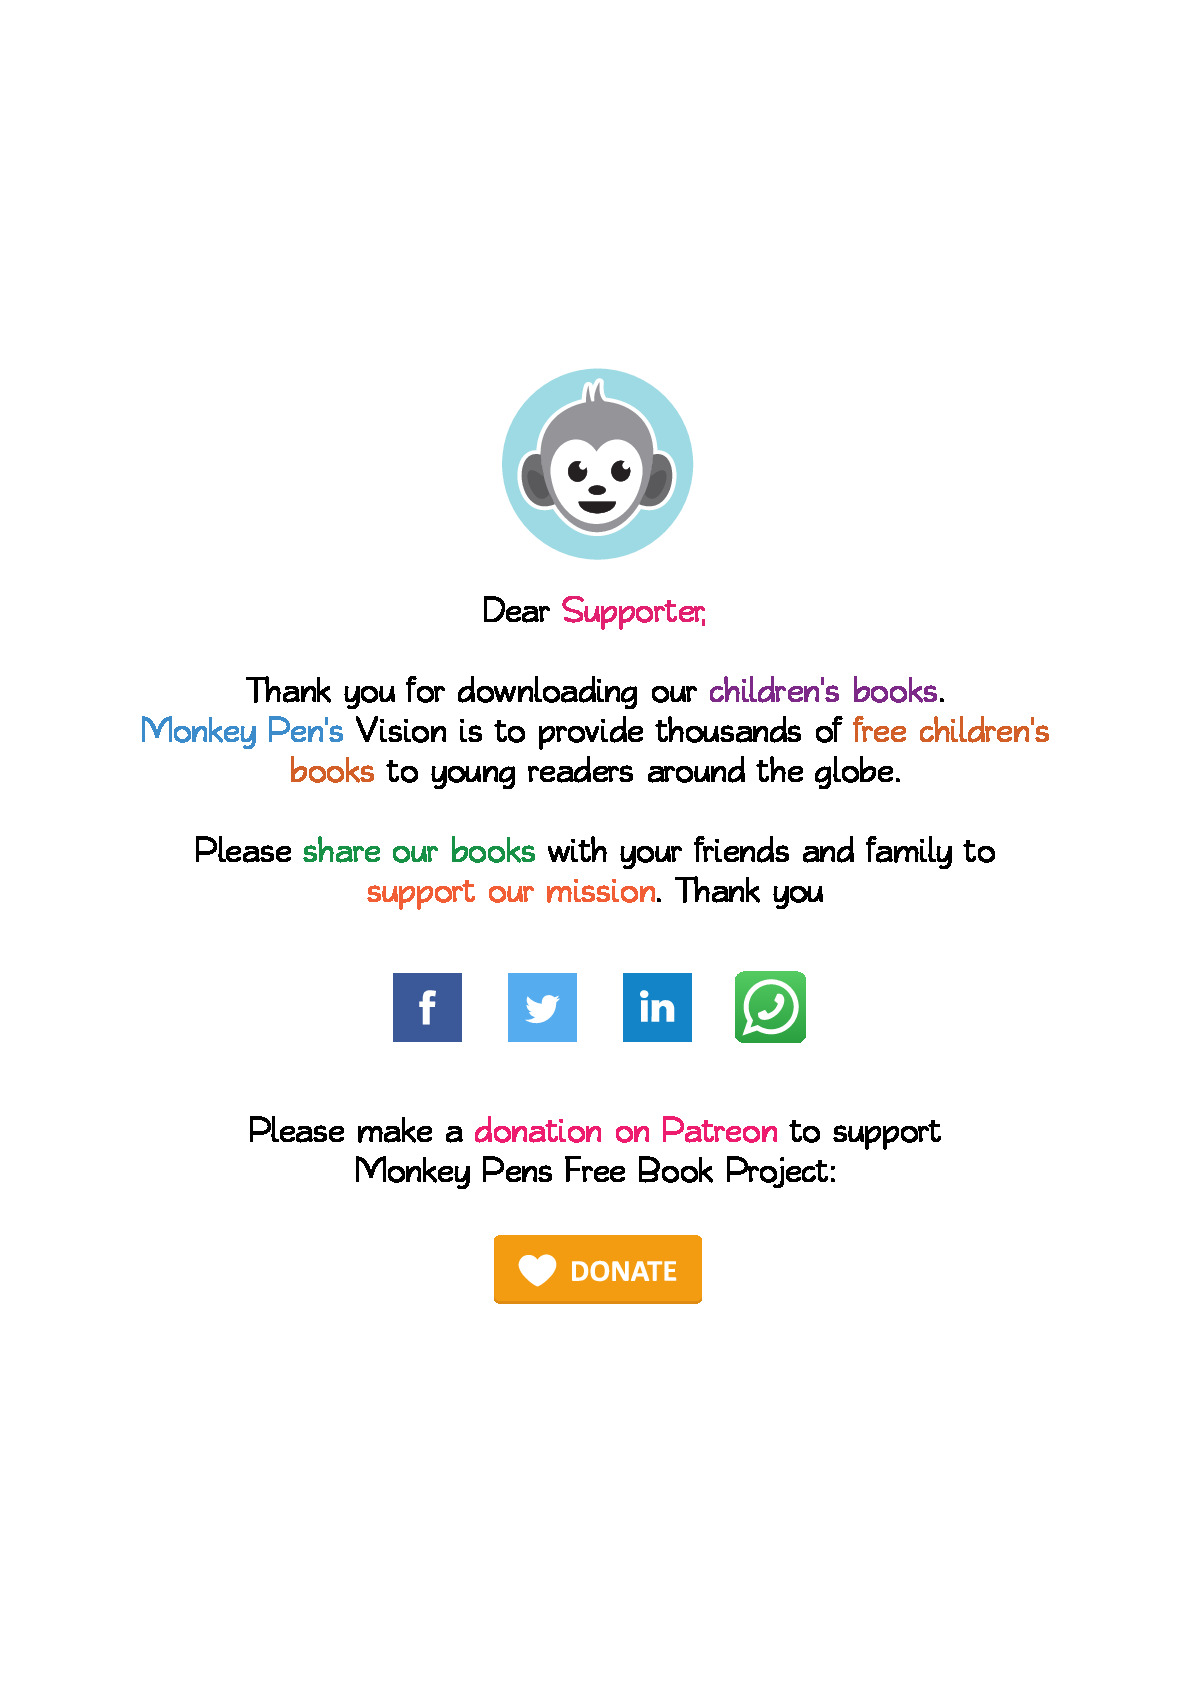 Dear Supporter,
Thank you for downloading our children's books.
Monkey Pen's Vision is to provide thousands of free children's
books to young readers around the globe.
Please share our books with your friends and family to
support our mission. Thank you
f
in
Please make a donation on Patreon to support
Monkey Pens Free Book Project:
DONATE